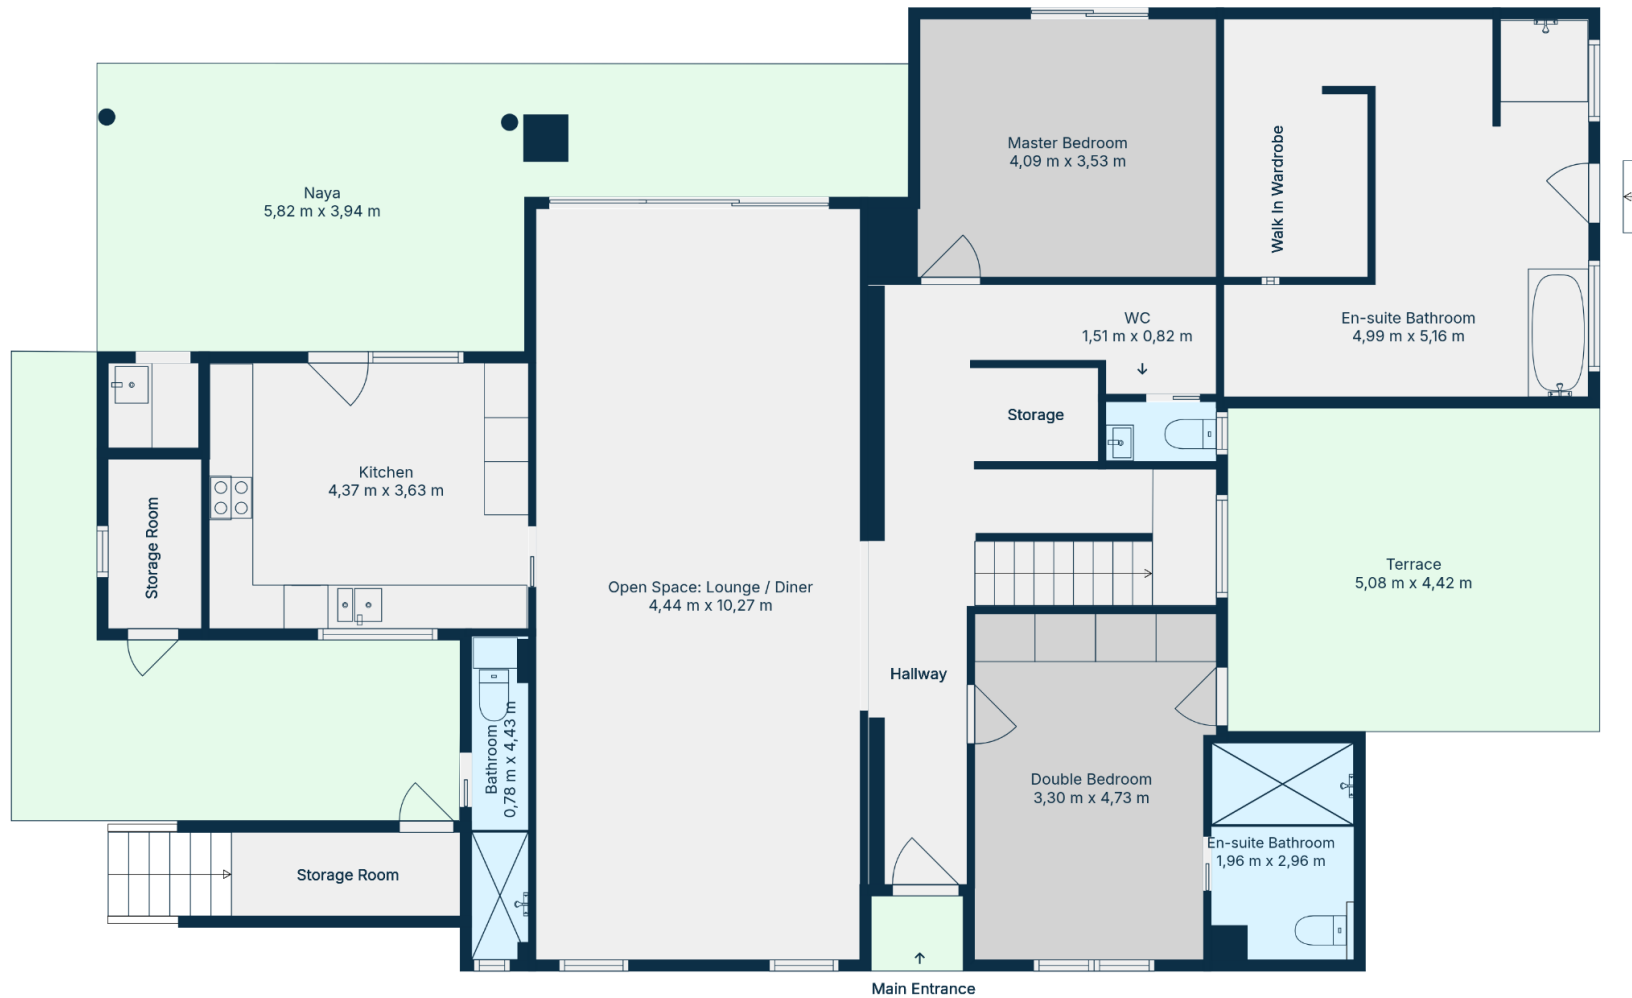 Master Bedroom
4,09 m x 3,53 m
Walk In Wardrobe
Naya
5,82 m x 3,94 m
WC
1,51 m x 0,82 m
En-suite Bathroom
4,99 m x 5,16 m
Storage
Kitchen
4,37 m x 3,63 m
Storage Room
Open Space: Lounge / Diner
4,44 m x 10,27 m
Terrace
5,08 m x 4,42 m
Hallway
Bathroom
0,78 m x 4,43 m
Double Bedroom
3,30 m x 4,73 m
En-suite Bathroom
1,96 m x 2,96 m
Storage Room
Main Entrance